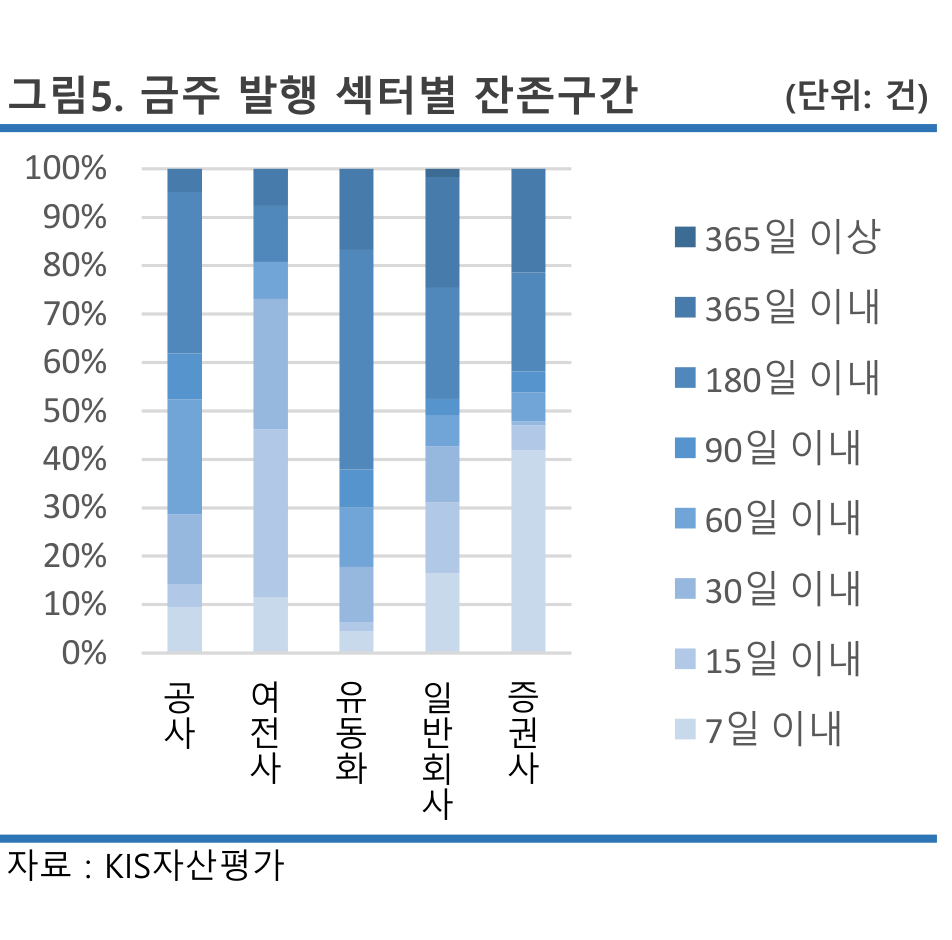 그림5. 금주 발행 섹터별 잔존구간 (단위: 건)
100%
90%
80%
70%
60%
50%
40%
30%
20%
10%
0%
공사
여전사
유동화
일반회사
증권사
365일 이상
365일 이내
180일 이내
90일 이내
60일 이내
30일 이내
15일 이내
7일 이내
자료 : KIS자산평가